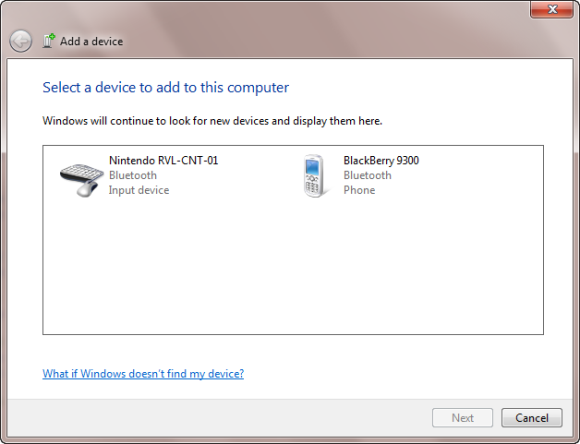 Add a device
Select a device to add to this computer
Windows will continue to look for new devices and display them here.
Nintendo RVL-CNT-01
Bluetooth
Input device
BlackBerry 9300
Bluetooth
Phone
What if Windows doesn't find my device?
Next
Cancel